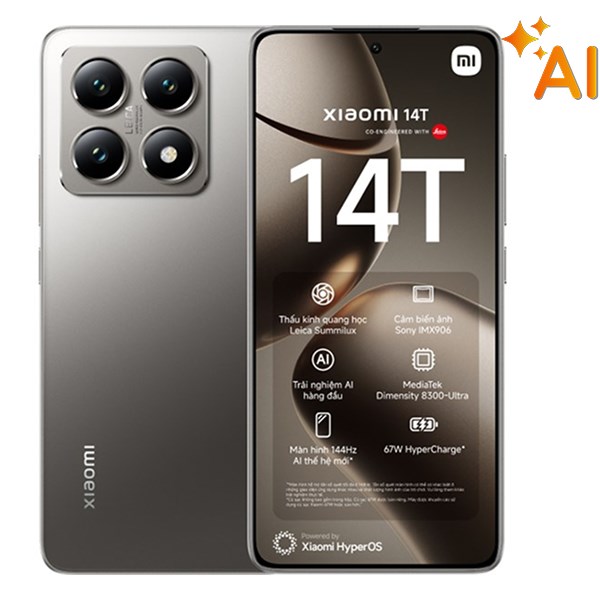 AI
mi
LEICA
XIAOMI 14T
CO-ENGINEERED WITH Leica
14T
Thấu kính quang học
Leica Summilux
Cảm biến ảnh
Sony IMX906
AI
Trải nghiệm AI
hàng đầu
MediaTek
Dimensity 8300-Ultra
Màn hình 144Hz
AI thế hệ mới*
67W HyperCharge*
xiaomi
Powered by
Xiaomi HyperOS